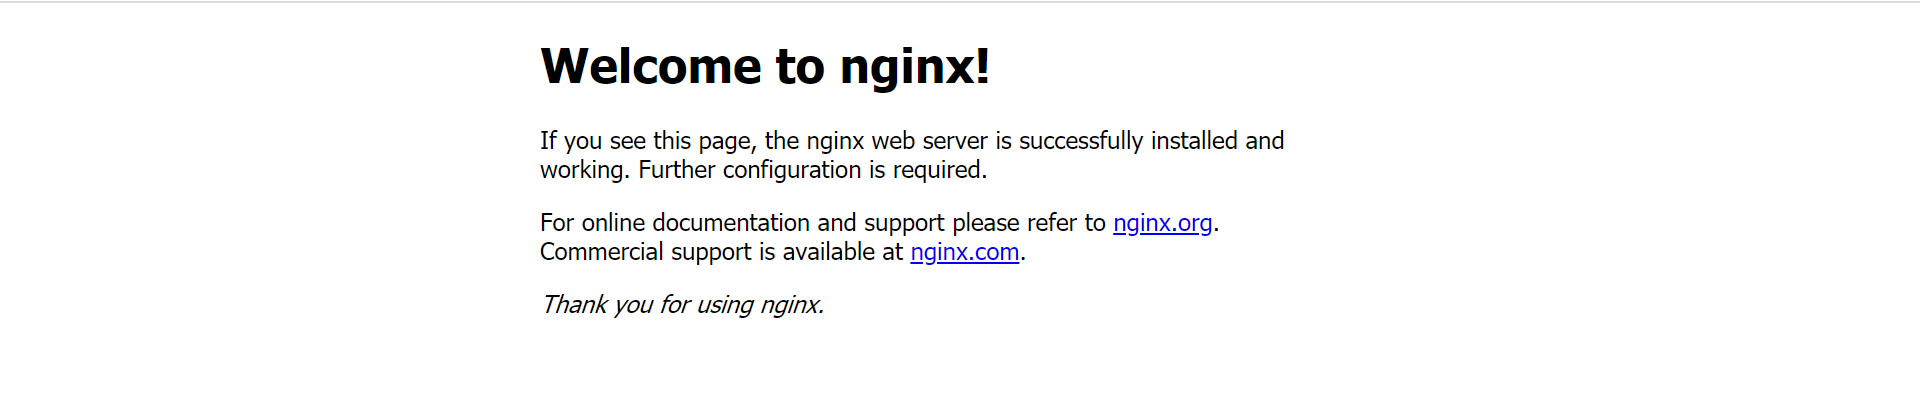 Welcome to nginx!
If you see this page, the nginx web server is successfully installed and
working. Further configuration is required.
For online documentation and support please refer to nginx.org.
Commercial support is available at nginx.com.
Thank you for using nginx.